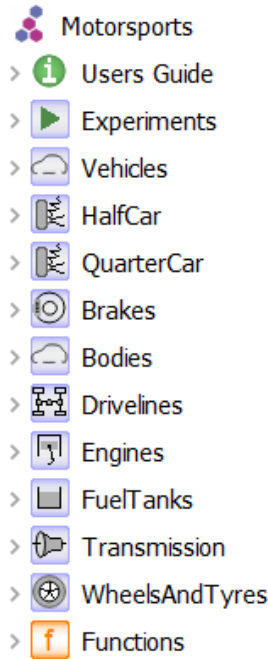 Motorsports
Users Guide
Experiments
Vehicles
HalfCar
QuarterCar
Brakes
Bodies
Drivelines
Engines
FuelTanks
Transmission
WheelsAndTyres
Functions